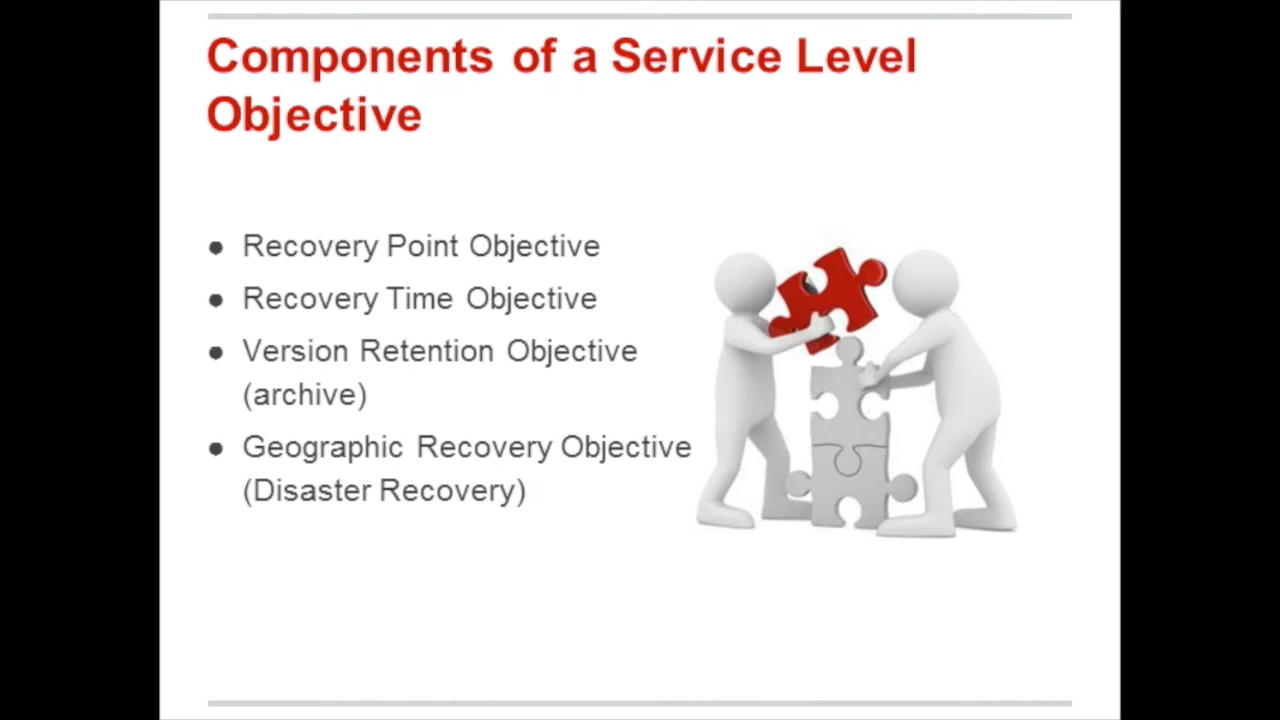 Components of a Service Level
Objective
● Recovery Point Objective
● Recovery Time Objective
● Version Retention Objective
(archive)
● Geographic Recovery Objective
(Disaster Recovery)